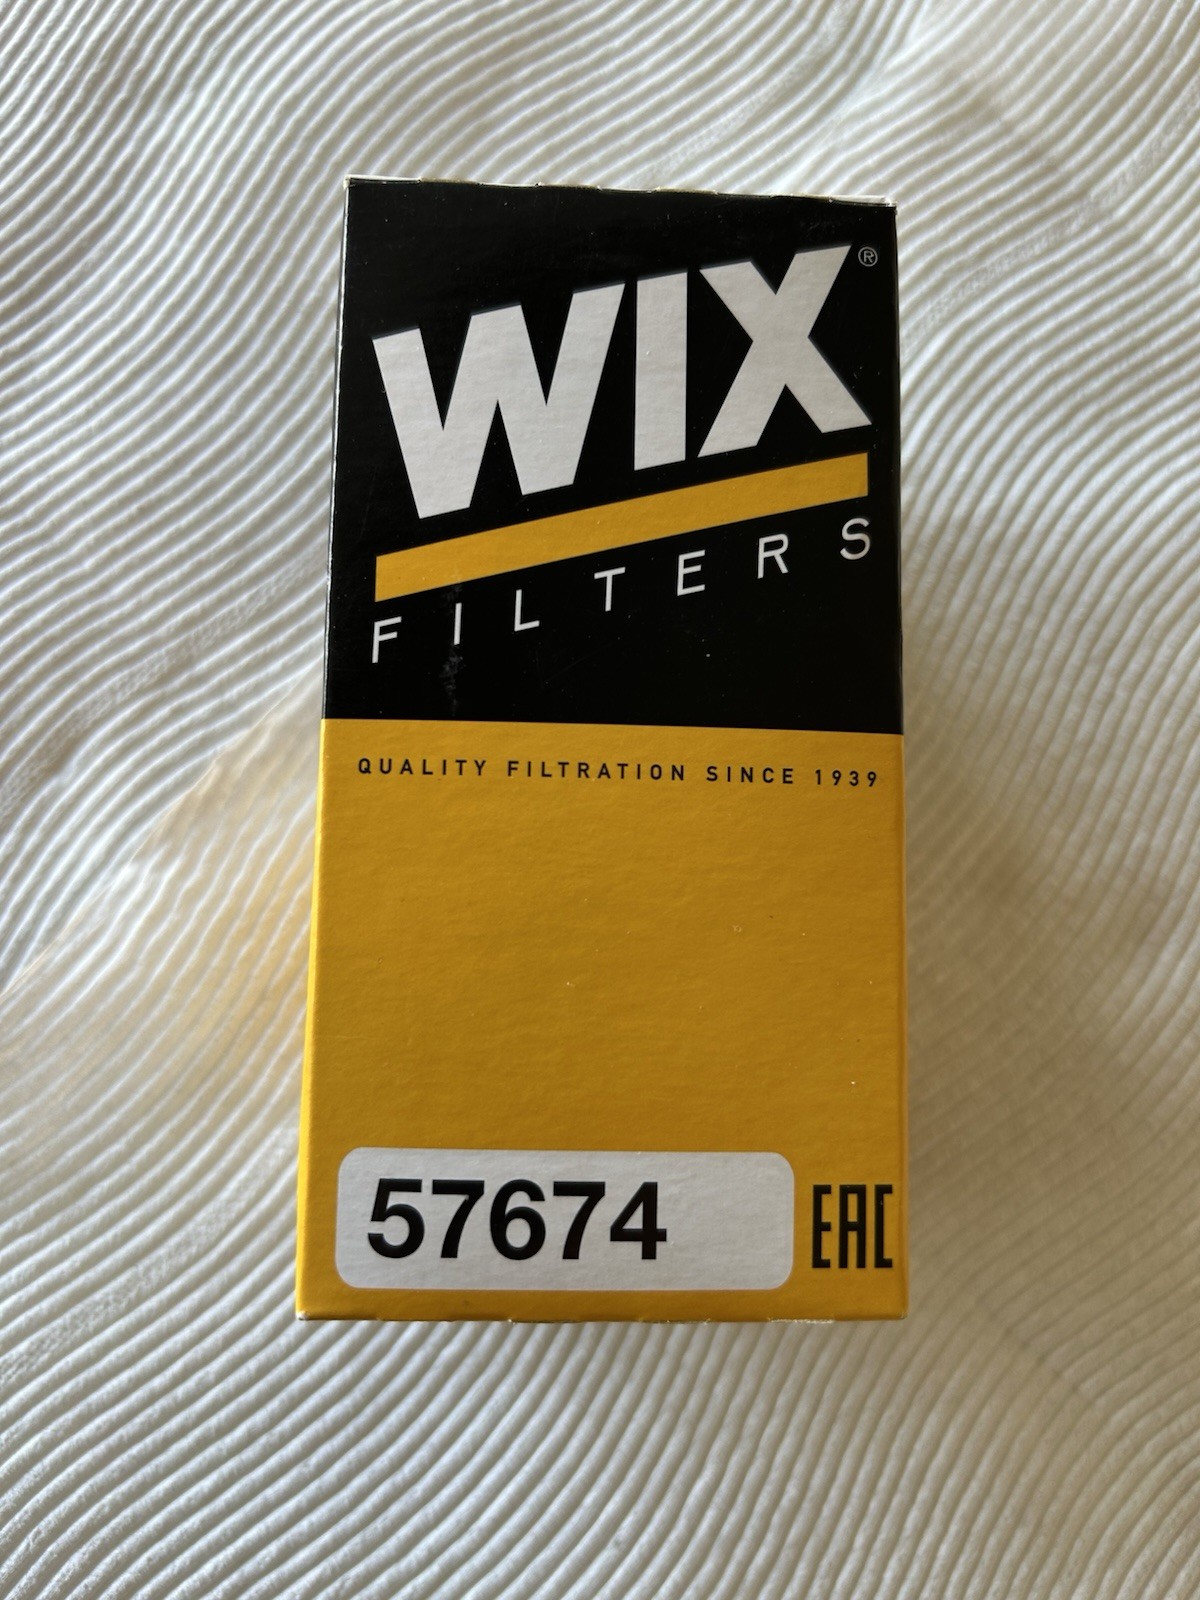 WIX®
FILTERS
QUALITY FILTRATION SINCE 1939
57674
EAC